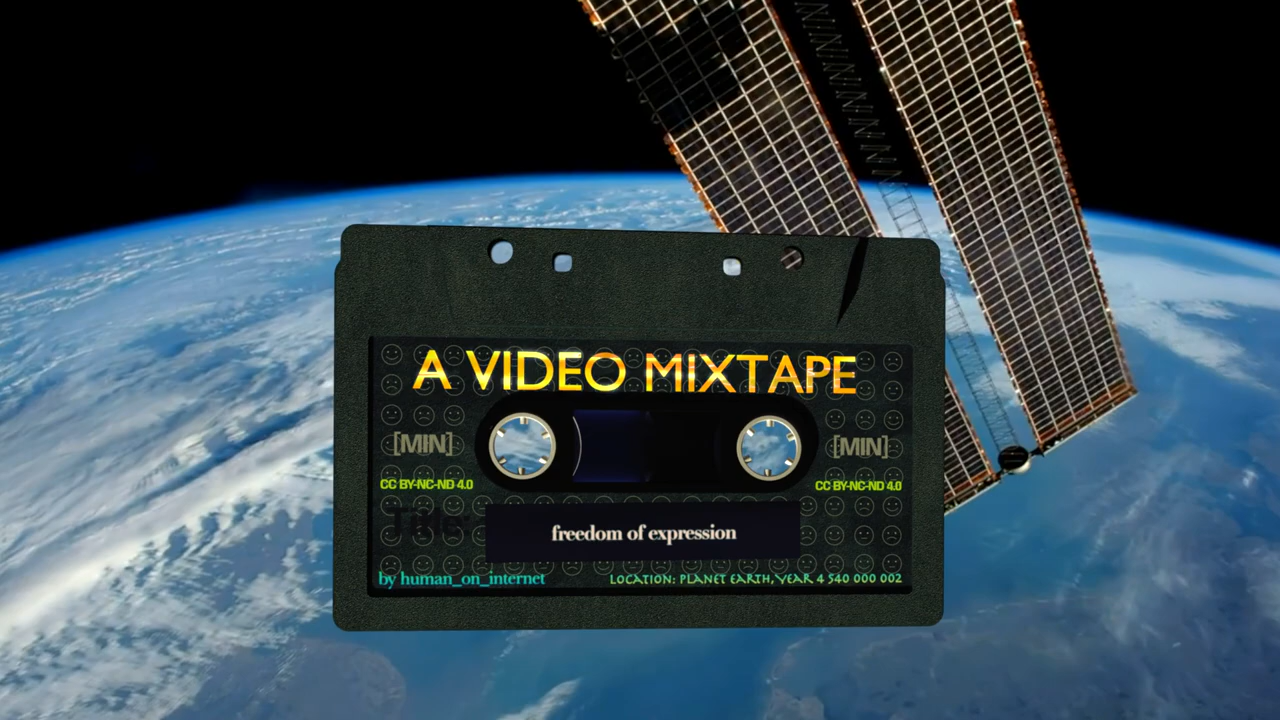 A VIDEO MIXTAPE
[MIN] [MIN]
CC BY-NC-ND 4.0 CC BY-NC-ND 4.0
Title:
freedom of expression
by human_on_internet LOCATION: PLANET EARTH, YEAR 4 540 000 002